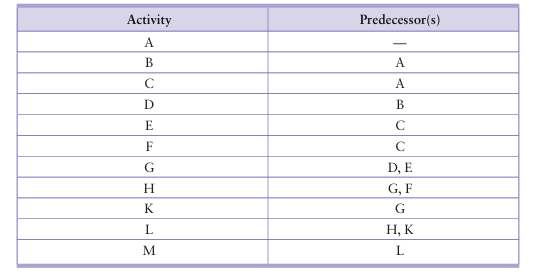 Activity Predecessor(s)
A —
B A
C A
D B
E C
F C
G D, E
H G, F
K G
L H, K
M L